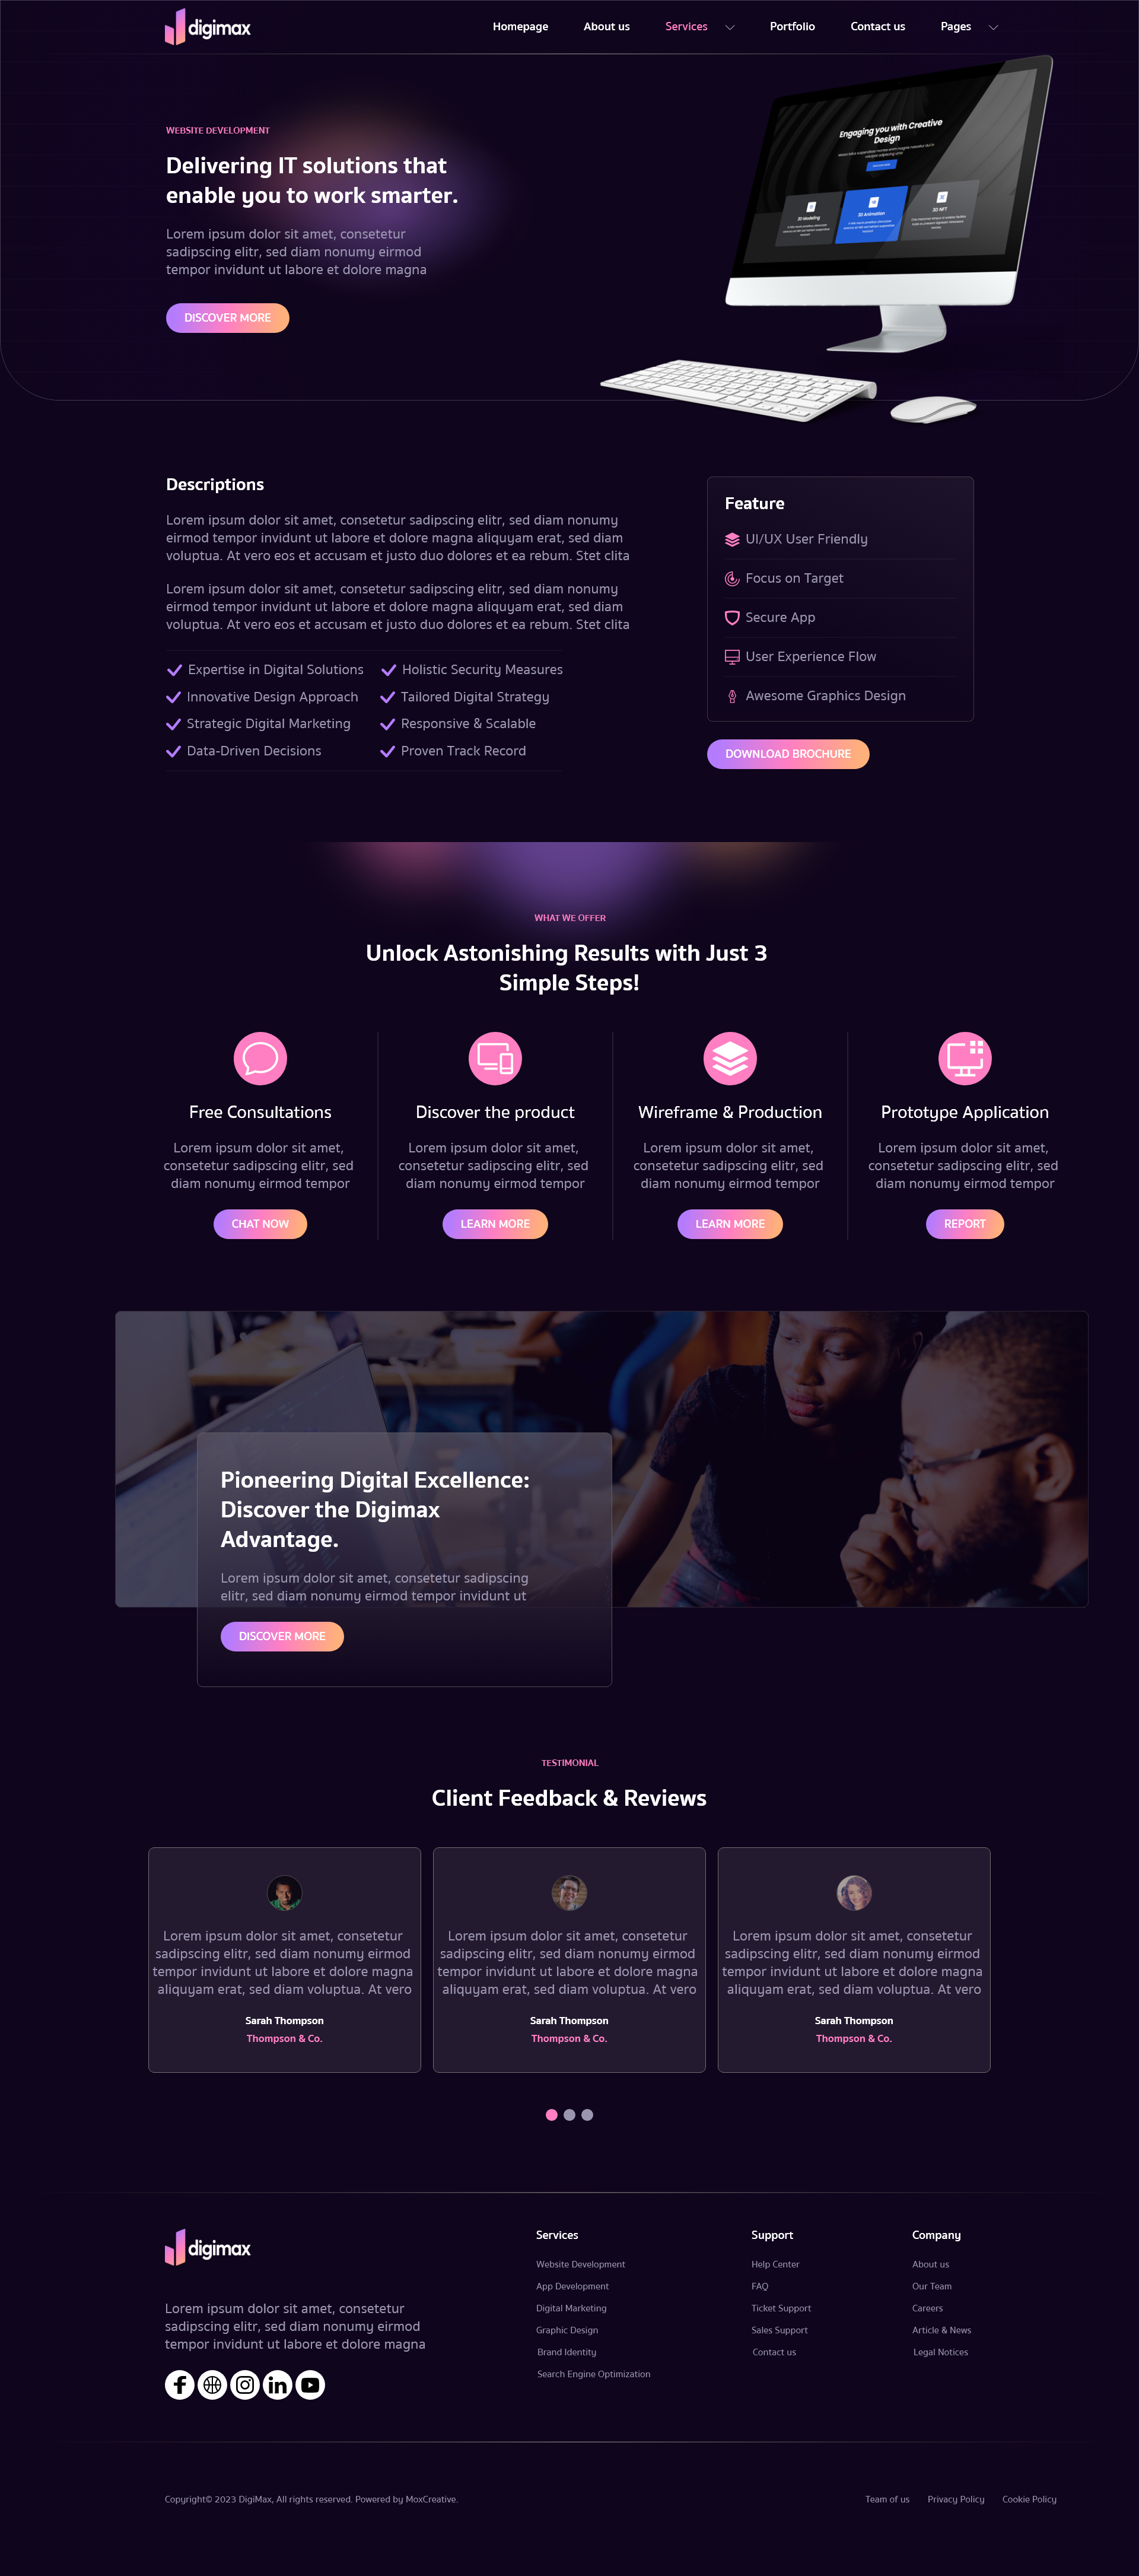 digimax
Homepage
About us
Services
Portfolio
Contact us
Pages
WEBSITE DEVELOPMENT
Delivering IT solutions that
enable you to work smarter.
Lorem ipsum dolor sit amet, consetetur
sadipscing elitr, sed diam nonumy eirmod
tempor invidunt ut labore et dolore magna
DISCOVER MORE
Engaging you with Creative
Design
3D Modeling
3D Animation
3D NFT
Descriptions
Lorem ipsum dolor sit amet, consetetur sadipscing elitr, sed diam nonumy
eirmod tempor invidunt ut labore et dolore magna aliquyam erat, sed diam
voluptua. At vero eos et accusam et justo duo dolores et ea rebum. Stet clita
Lorem ipsum dolor sit amet, consetetur sadipscing elitr, sed diam nonumy
eirmod tempor invidunt ut labore et dolore magna aliquyam erat, sed diam
voluptua. At vero eos et accusam et justo duo dolores et ea rebum. Stet clita
Expertise in Digital Solutions
Holistic Security Measures
Innovative Design Approach
Tailored Digital Strategy
Strategic Digital Marketing
Responsive & Scalable
Data-Driven Decisions
Proven Track Record
Feature
UI/UX User Friendly
Focus on Target
Secure App
User Experience Flow
Awesome Graphics Design
DOWNLOAD BROCHURE
WHAT WE OFFER
Unlock Astonishing Results with Just 3
Simple Steps!
Free Consultations
Lorem ipsum dolor sit amet,
consetetur sadipscing elitr, sed
diam nonumy eirmod tempor
CHAT NOW
Discover the product
Lorem ipsum dolor sit amet,
consetetur sadipscing elitr, sed
diam nonumy eirmod tempor
LEARN MORE
Wireframe & Production
Lorem ipsum dolor sit amet,
consetetur sadipscing elitr, sed
diam nonumy eirmod tempor
LEARN MORE
Prototype Application
Lorem ipsum dolor sit amet,
consetetur sadipscing elitr, sed
diam nonumy eirmod tempor
REPORT
Pioneering Digital Excellence:
Discover the Digimax
Advantage.
Lorem ipsum dolor sit amet, consetetur sadipscing
elitr, sed diam nonumy eirmod tempor invidunt ut
DISCOVER MORE
TESTIMONIAL
Client Feedback & Reviews
Lorem ipsum dolor sit amet, consetetur
sadipscing elitr, sed diam nonumy eirmod
tempor invidunt ut labore et dolore magna
aliquyam erat, sed diam voluptua. At vero
Sarah Thompson
Thompson & Co.
Lorem ipsum dolor sit amet, consetetur
sadipscing elitr, sed diam nonumy eirmod
tempor invidunt ut labore et dolore magna
aliquyam erat, sed diam voluptua. At vero
Sarah Thompson
Thompson & Co.
Lorem ipsum dolor sit amet, consetetur
sadipscing elitr, sed diam nonumy eirmod
tempor invidunt ut labore et dolore magna
aliquyam erat, sed diam voluptua. At vero
Sarah Thompson
Thompson & Co.
digimax
Lorem ipsum dolor sit amet, consetetur
sadipscing elitr, sed diam nonumy eirmod
tempor invidunt ut labore et dolore magna
Services
Website Development
App Development
Digital Marketing
Graphic Design
Brand Identity
Search Engine Optimization
Support
Help Center
FAQ
Ticket Support
Sales Support
Contact us
Company
About us
Our Team
Careers
Article & News
Legal Notices
Copyright© 2023 DigiMax, All rights reserved. Powered by MoxCreative.
Team of us
Privacy Policy
Cookie Policy